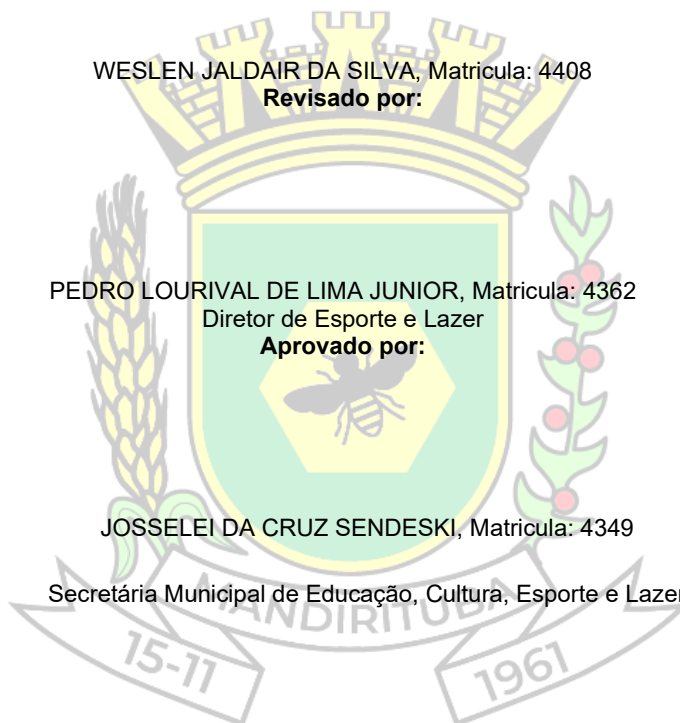 WESLEN JALDAIR DA SILVA, Matricula: 4408
Revisado por:
PEDRO LOURIVAL DE LIMA JUNIOR, Matricula: 4362
Diretor de Esporte e Lazer
Aprovado por:
JOSSELEI DA CRUZ SENDESKI, Matricula: 4349
Secretária Municipal de Educação, Cultura, Esporte e Lazer
MANDIRITUBA
15-11
1961